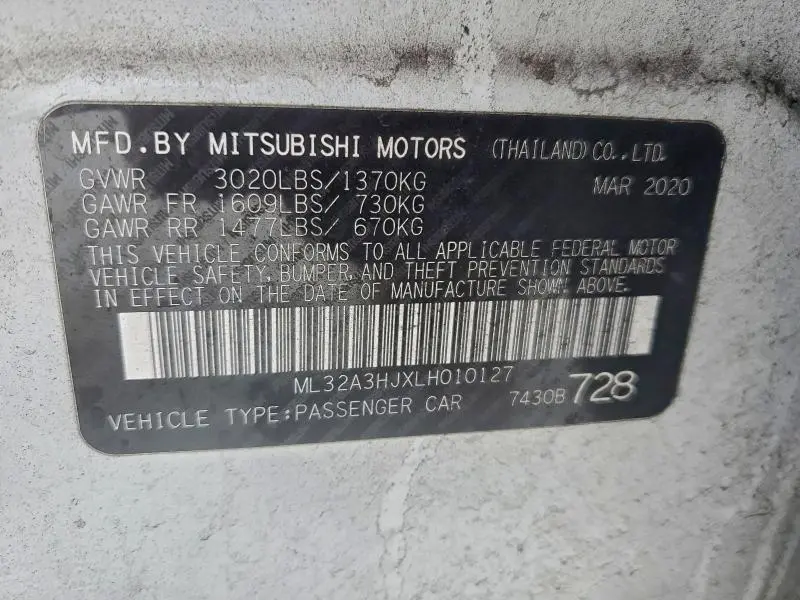 MFD.BY MITSUBISHI MOTORS (THAILAND)CO.,LTD.
GVWR 3020LBS/1370KG MAR 2020
GAWR FR 1609LBS/ 730KG
GAWR RR 1477LBS/ 670KG
THIS VEHICLE CONFORMS TO ALL APPLICABLE FEDERAL MOTOR
VEHICLE SAFETY, BUMPER, AND THEFT PREVENTION STANDARDS
IN EFFECT ON THE DATE OF MANUFACTURE SHOWN ABOVE.
ML32A3HJXLH010127
VEHICLE TYPE:PASSENGER CAR 7430B 728